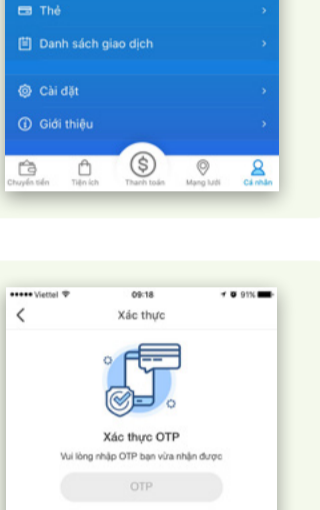 Thẻ
Danh sách giao dịch
Cài đặt
Giới thiệu
Chuyển tiền Tiện ích Thanh toán Mạng lưới Cá nhân
Viettel 09:18 91%
Xác thực
Xác thực OTP
Vui lòng nhập OTP bạn vừa nhận được
OTP